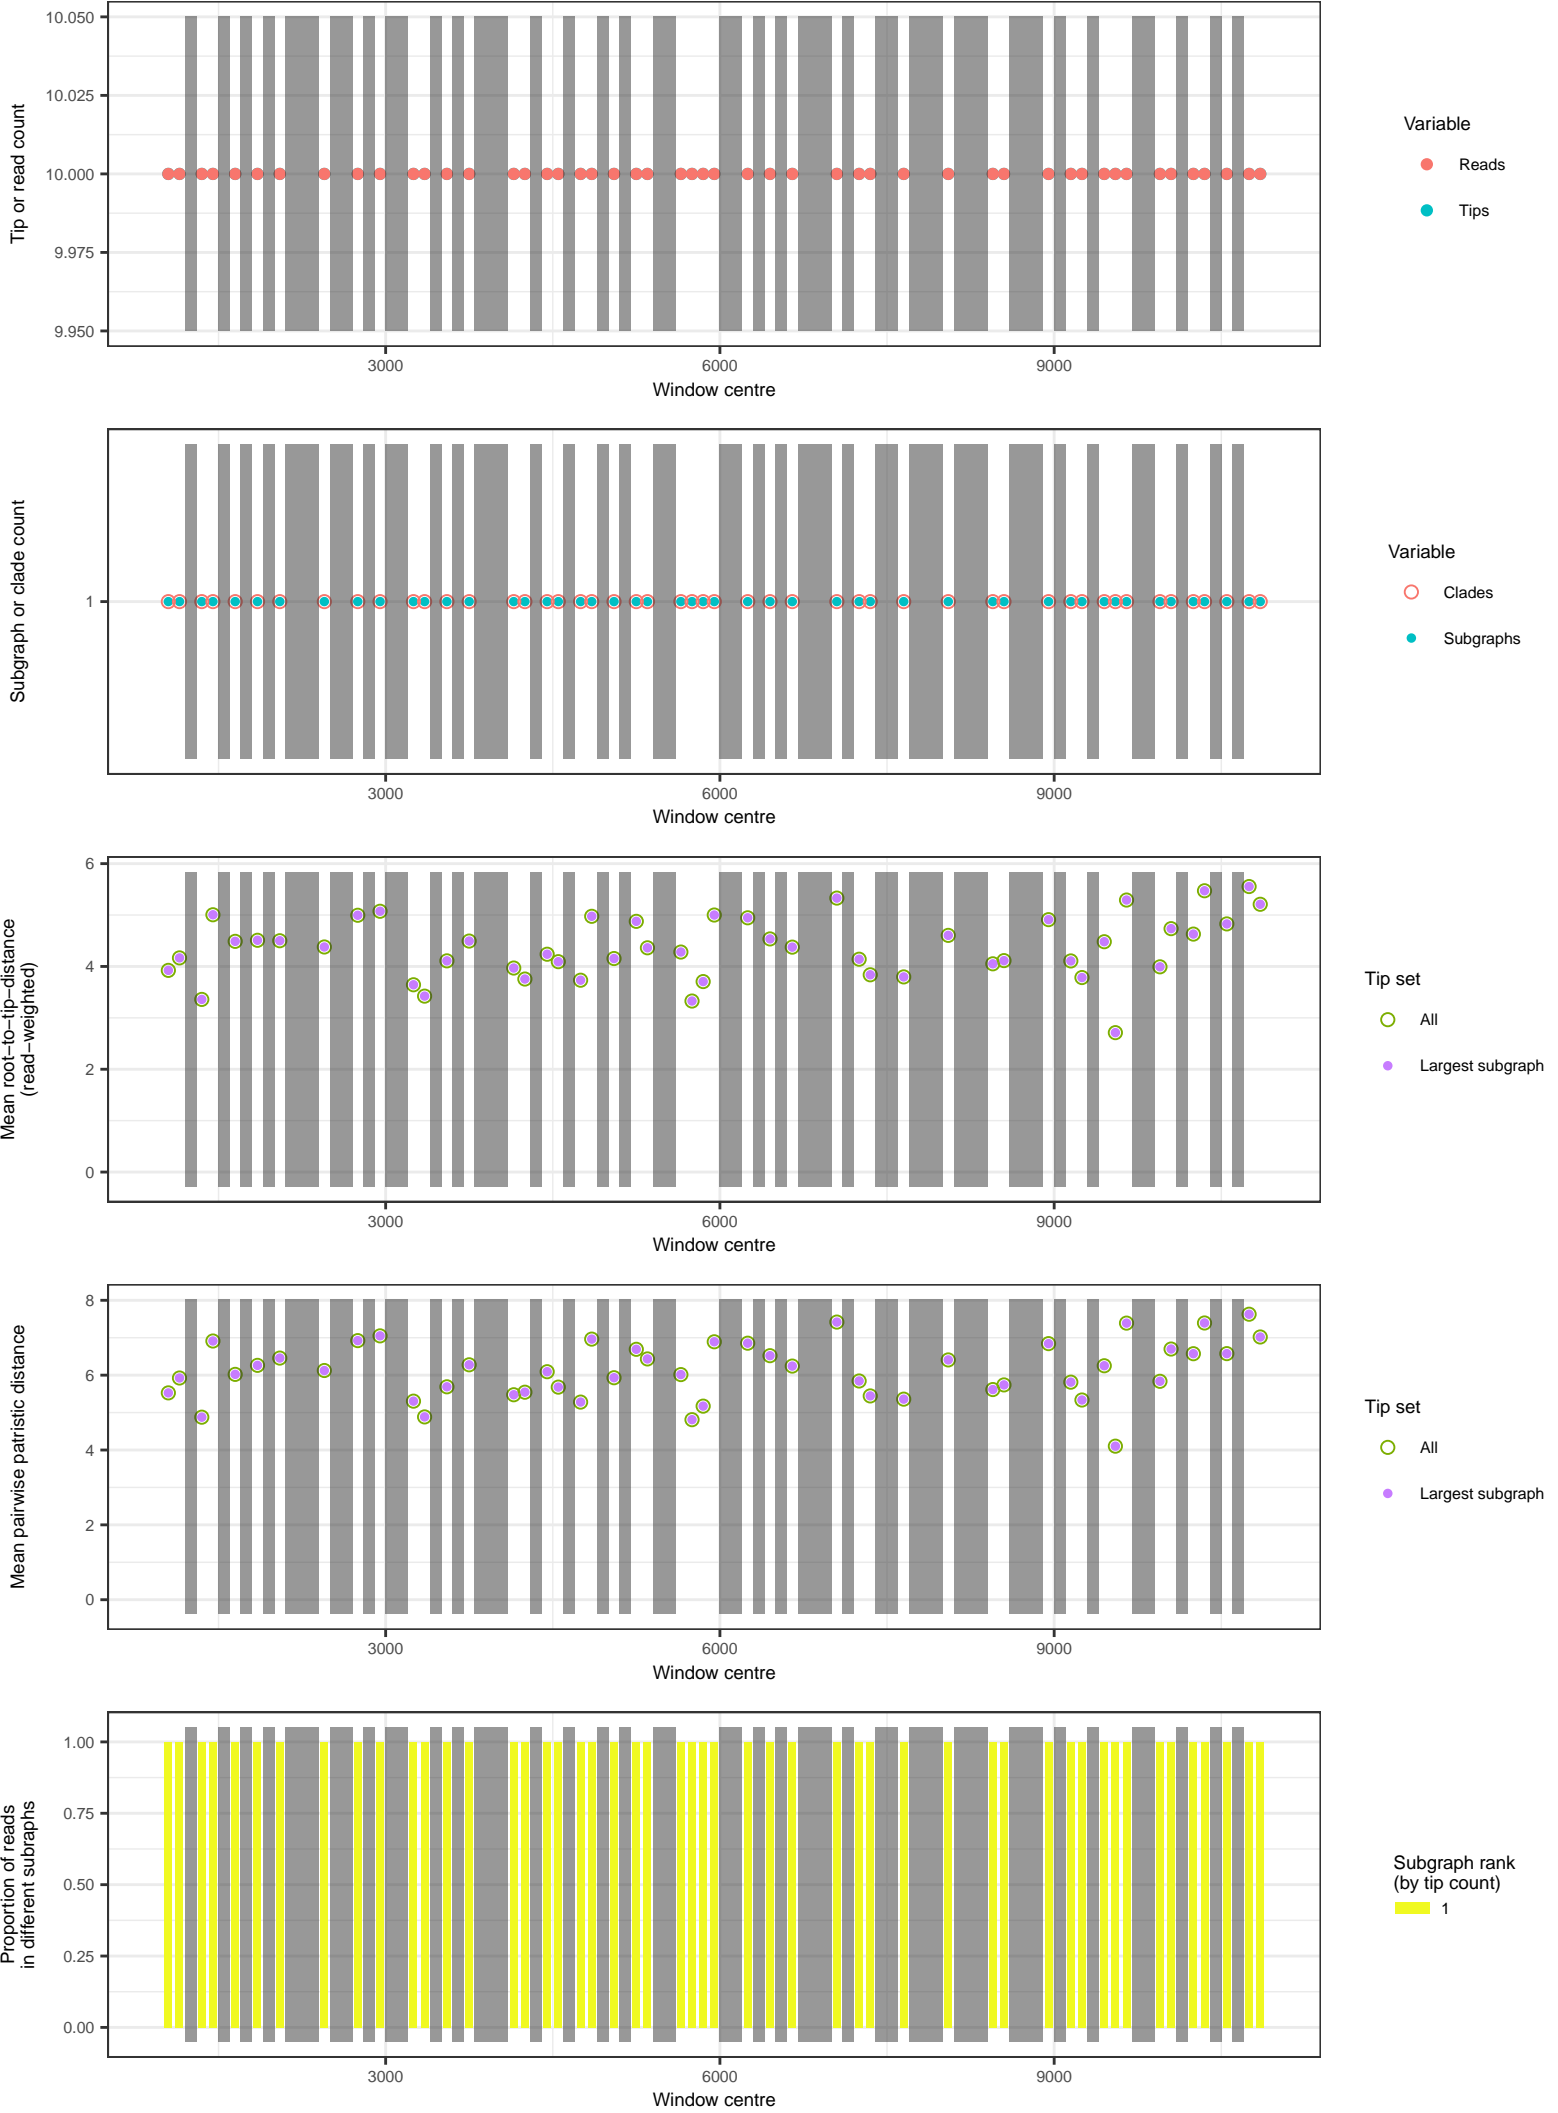 10.050
10.025
10.000
9.975
9.950
Tip or read count
3000
6000
9000
Window centre
Variable
Reads
Tips
1
Subgraph or clade count
3000
6000
9000
Window centre
Variable
Clades
Subgraphs
6
4
2
0
Mean root−to−tip−distance
(read−weighted)
3000
6000
9000
Window centre
Tip set
All
Largest subgraph
8
6
4
2
0
Mean pairwise patristic distance
3000
6000
9000
Window centre
Tip set
All
Largest subgraph
1.00
0.75
0.50
0.25
0.00
Proportion of reads
in different subraphs
3000
6000
9000
Window centre
Subgraph rank
(by tip count)
1